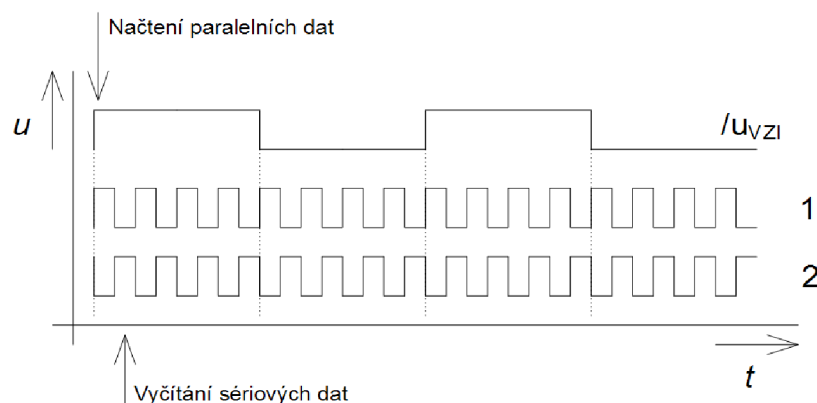 Načtení paralelních dat
u
/uVZI
1
2
t
Vyčítání sériových dat